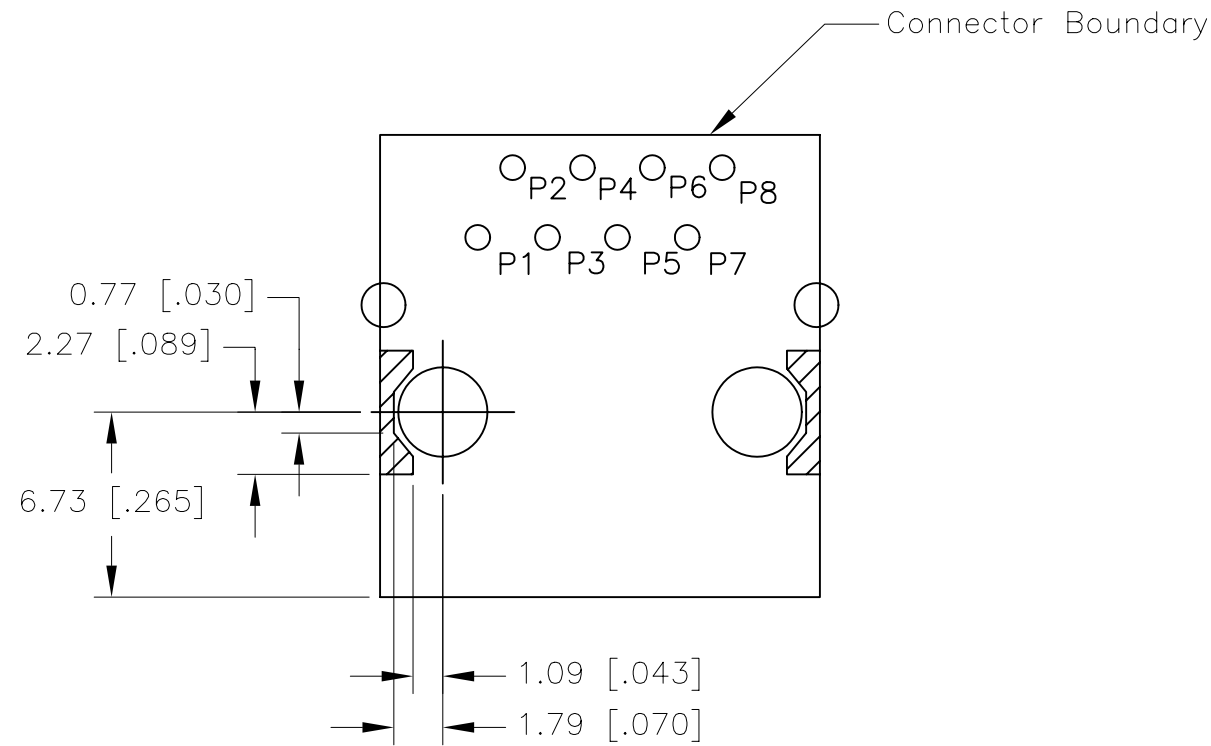 Connector Boundary
P2 P4 P6 P8
P1 P3 P5 P7
0.77 [.030]
2.27 [.089]
6.73 [.265]
1.09 [.043]
1.79 [.070]